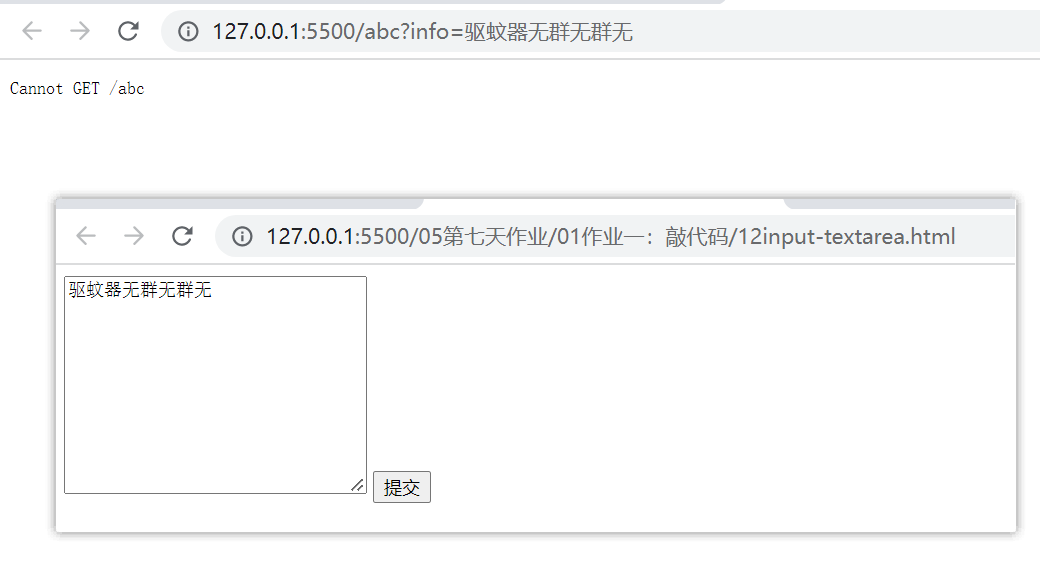 127.0.0.1:5500/abc?info=驱蚊器无群无群无
Cannot GET /abc
127.0.0.1:5500/05第七天作业/01作业一：敲代码/12input-textarea.html
驱蚊器无群无群无
提交